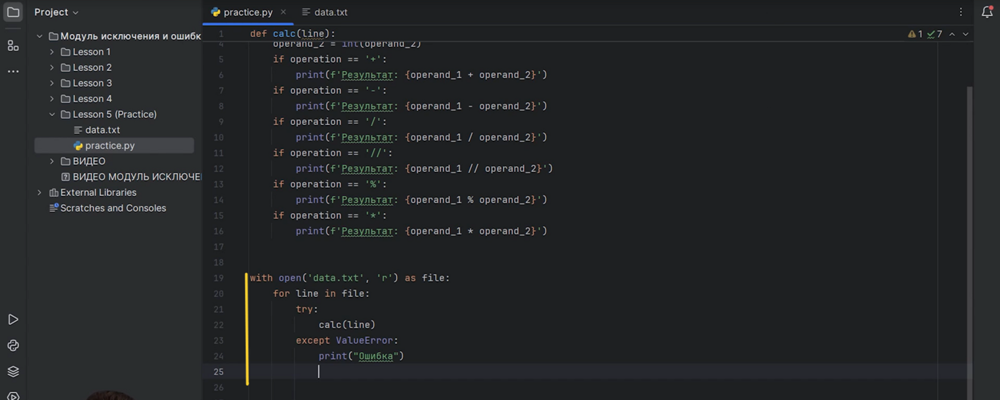 Project
practice.py
data.txt
Модуль исключения и ошибк
Lesson 1
Lesson 2
Lesson 3
Lesson 4
Lesson 5 (Practice)
data.txt
practice.py
ВИДЕО
ВИДЕО МОДУЛЬ ИСКЛЮЧЕ
External Libraries
Scratches and Consoles
1 def calc(line):
1 7
4 operand_2 = int(operand_2)
5 if operation == '+':
6 print(f'Результат: {operand_1 + operand_2}')
7 if operation == '-':
8 print(f'Результат: {operand_1 - operand_2}')
9 if operation == '/':
10 print(f'Результат: {operand_1 / operand_2}')
11 if operation == '//':
12 print(f'Результат: {operand_1 // operand_2}')
13 if operation == '%':
14 print(f'Результат: {operand_1 % operand_2}')
15 if operation == '*':
16 print(f'Результат: {operand_1 * operand_2}')
17
18
19 with open('data.txt', 'r') as file:
20 for line in file:
21 try:
22 calc(line)
23 except ValueError:
24 print("Ошибка")
25
26